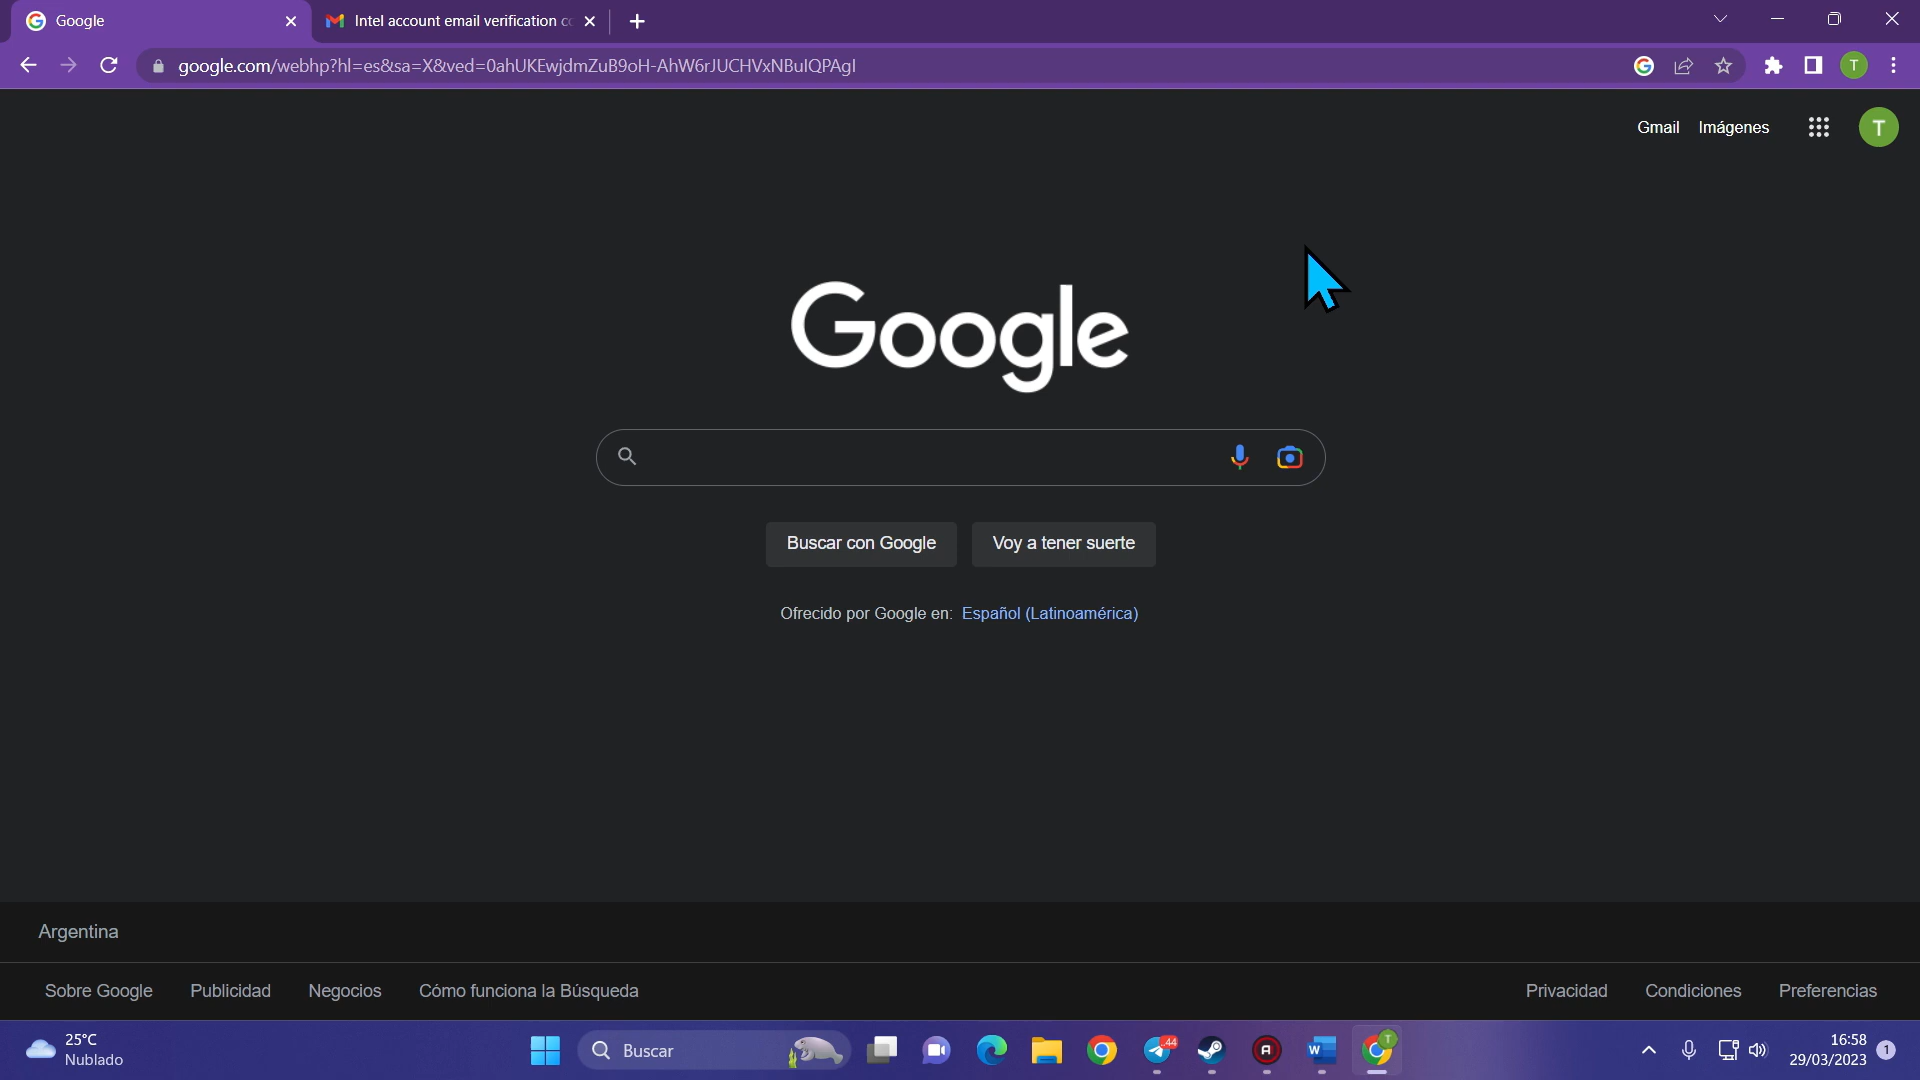 Google
Intel account email verification c
google.com/webhp?hl=es&sa=X&ved=0ahUKEwjdmZuB9oH-AhW6rJUCHVxNBuIQPAgI
T
Gmail Imágenes
T
Google
Buscar con Google
Voy a tener suerte
Ofrecido por Google en: Español (Latinoamérica)
Argentina
Sobre Google Publicidad Negocios Cómo funciona la Búsqueda
Privacidad Condiciones Preferencias
25°C
Nublado
Buscar
44
A
W
T
16:58
29/03/2023
1